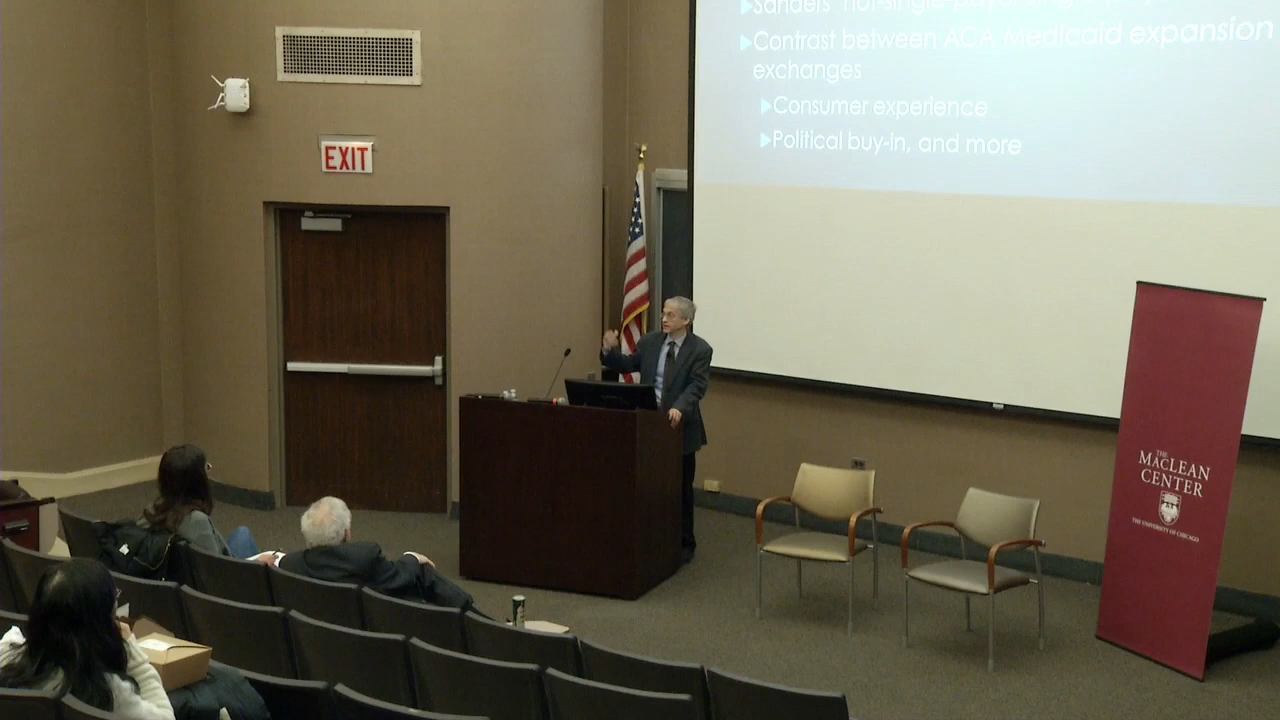 ▶Sanders'
▶Contrast between ACA Medicaid expansion
exchanges
▶Consumer experience
▶Political buy-in, and more
EXIT
THE
MACLEAN
CENTER
THE UNIVERSITY OF CHICAGO